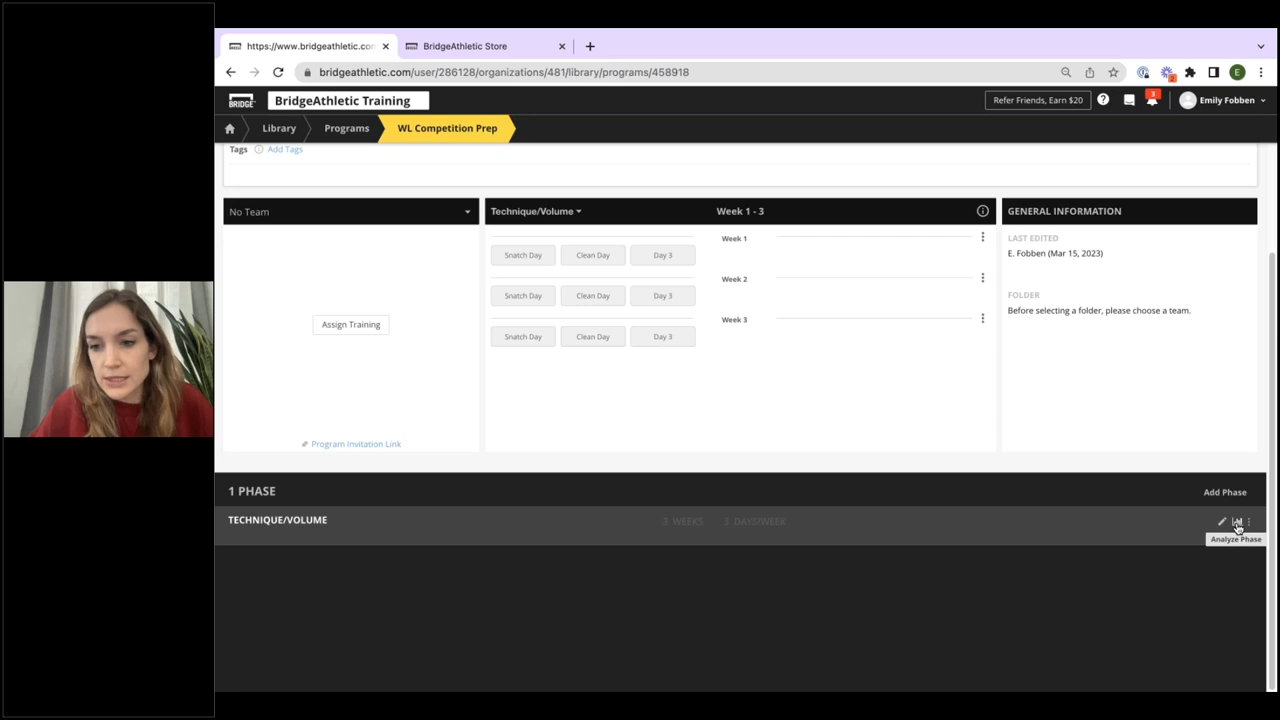 https://www.bridgeathletic.con
BridgeAthletic Store
bridgeathletic.com/user/286128/organizations/481/library/programs/458918
2
E
BRIDGE
BridgeAthletic Training
Refer Friends, Earn $20
3
Emily Fobben
Library
Programs
WL Competition Prep
Tags
Add Tags
No Team
Technique/Volume
Week 1 - 3
GENERAL INFORMATION
Week 1
Snatch Day
Clean Day
Day 3
Week 2
Snatch Day
Clean Day
Day 3
Week 3
Snatch Day
Clean Day
Day 3
LAST EDITED
E. Fobben (Mar 15, 2023)
FOLDER
Before selecting a folder, please choose a team.
Assign Training
Program Invitation Link
1 PHASE
Add Phase
TECHNIQUE/VOLUME
3 WEEKS
3 DAYS/WEEK
Analyze Phase